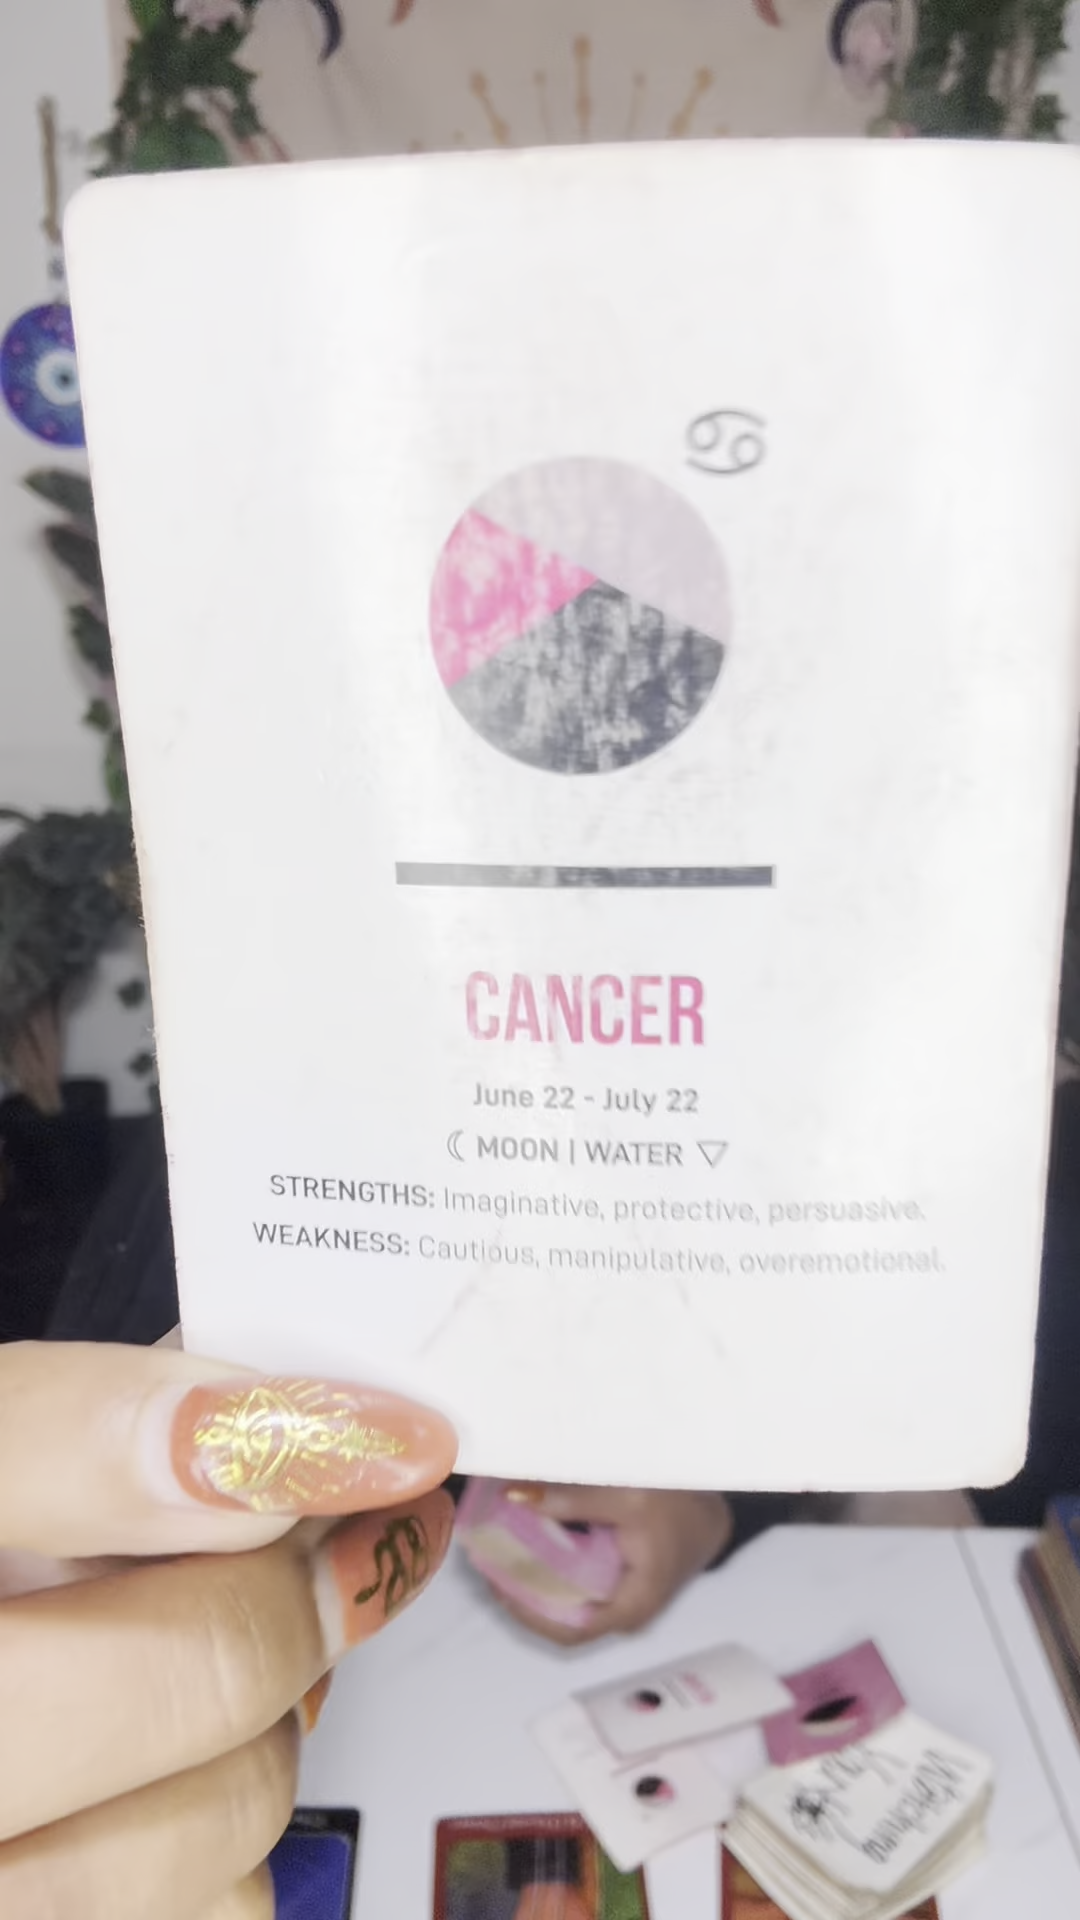 CANCER
June 22 - July 22
MOON | WATER
STRENGTHS: Imaginative, protective, persuasive.
WEAKNESS: Cautious, manipulative, overemotional.